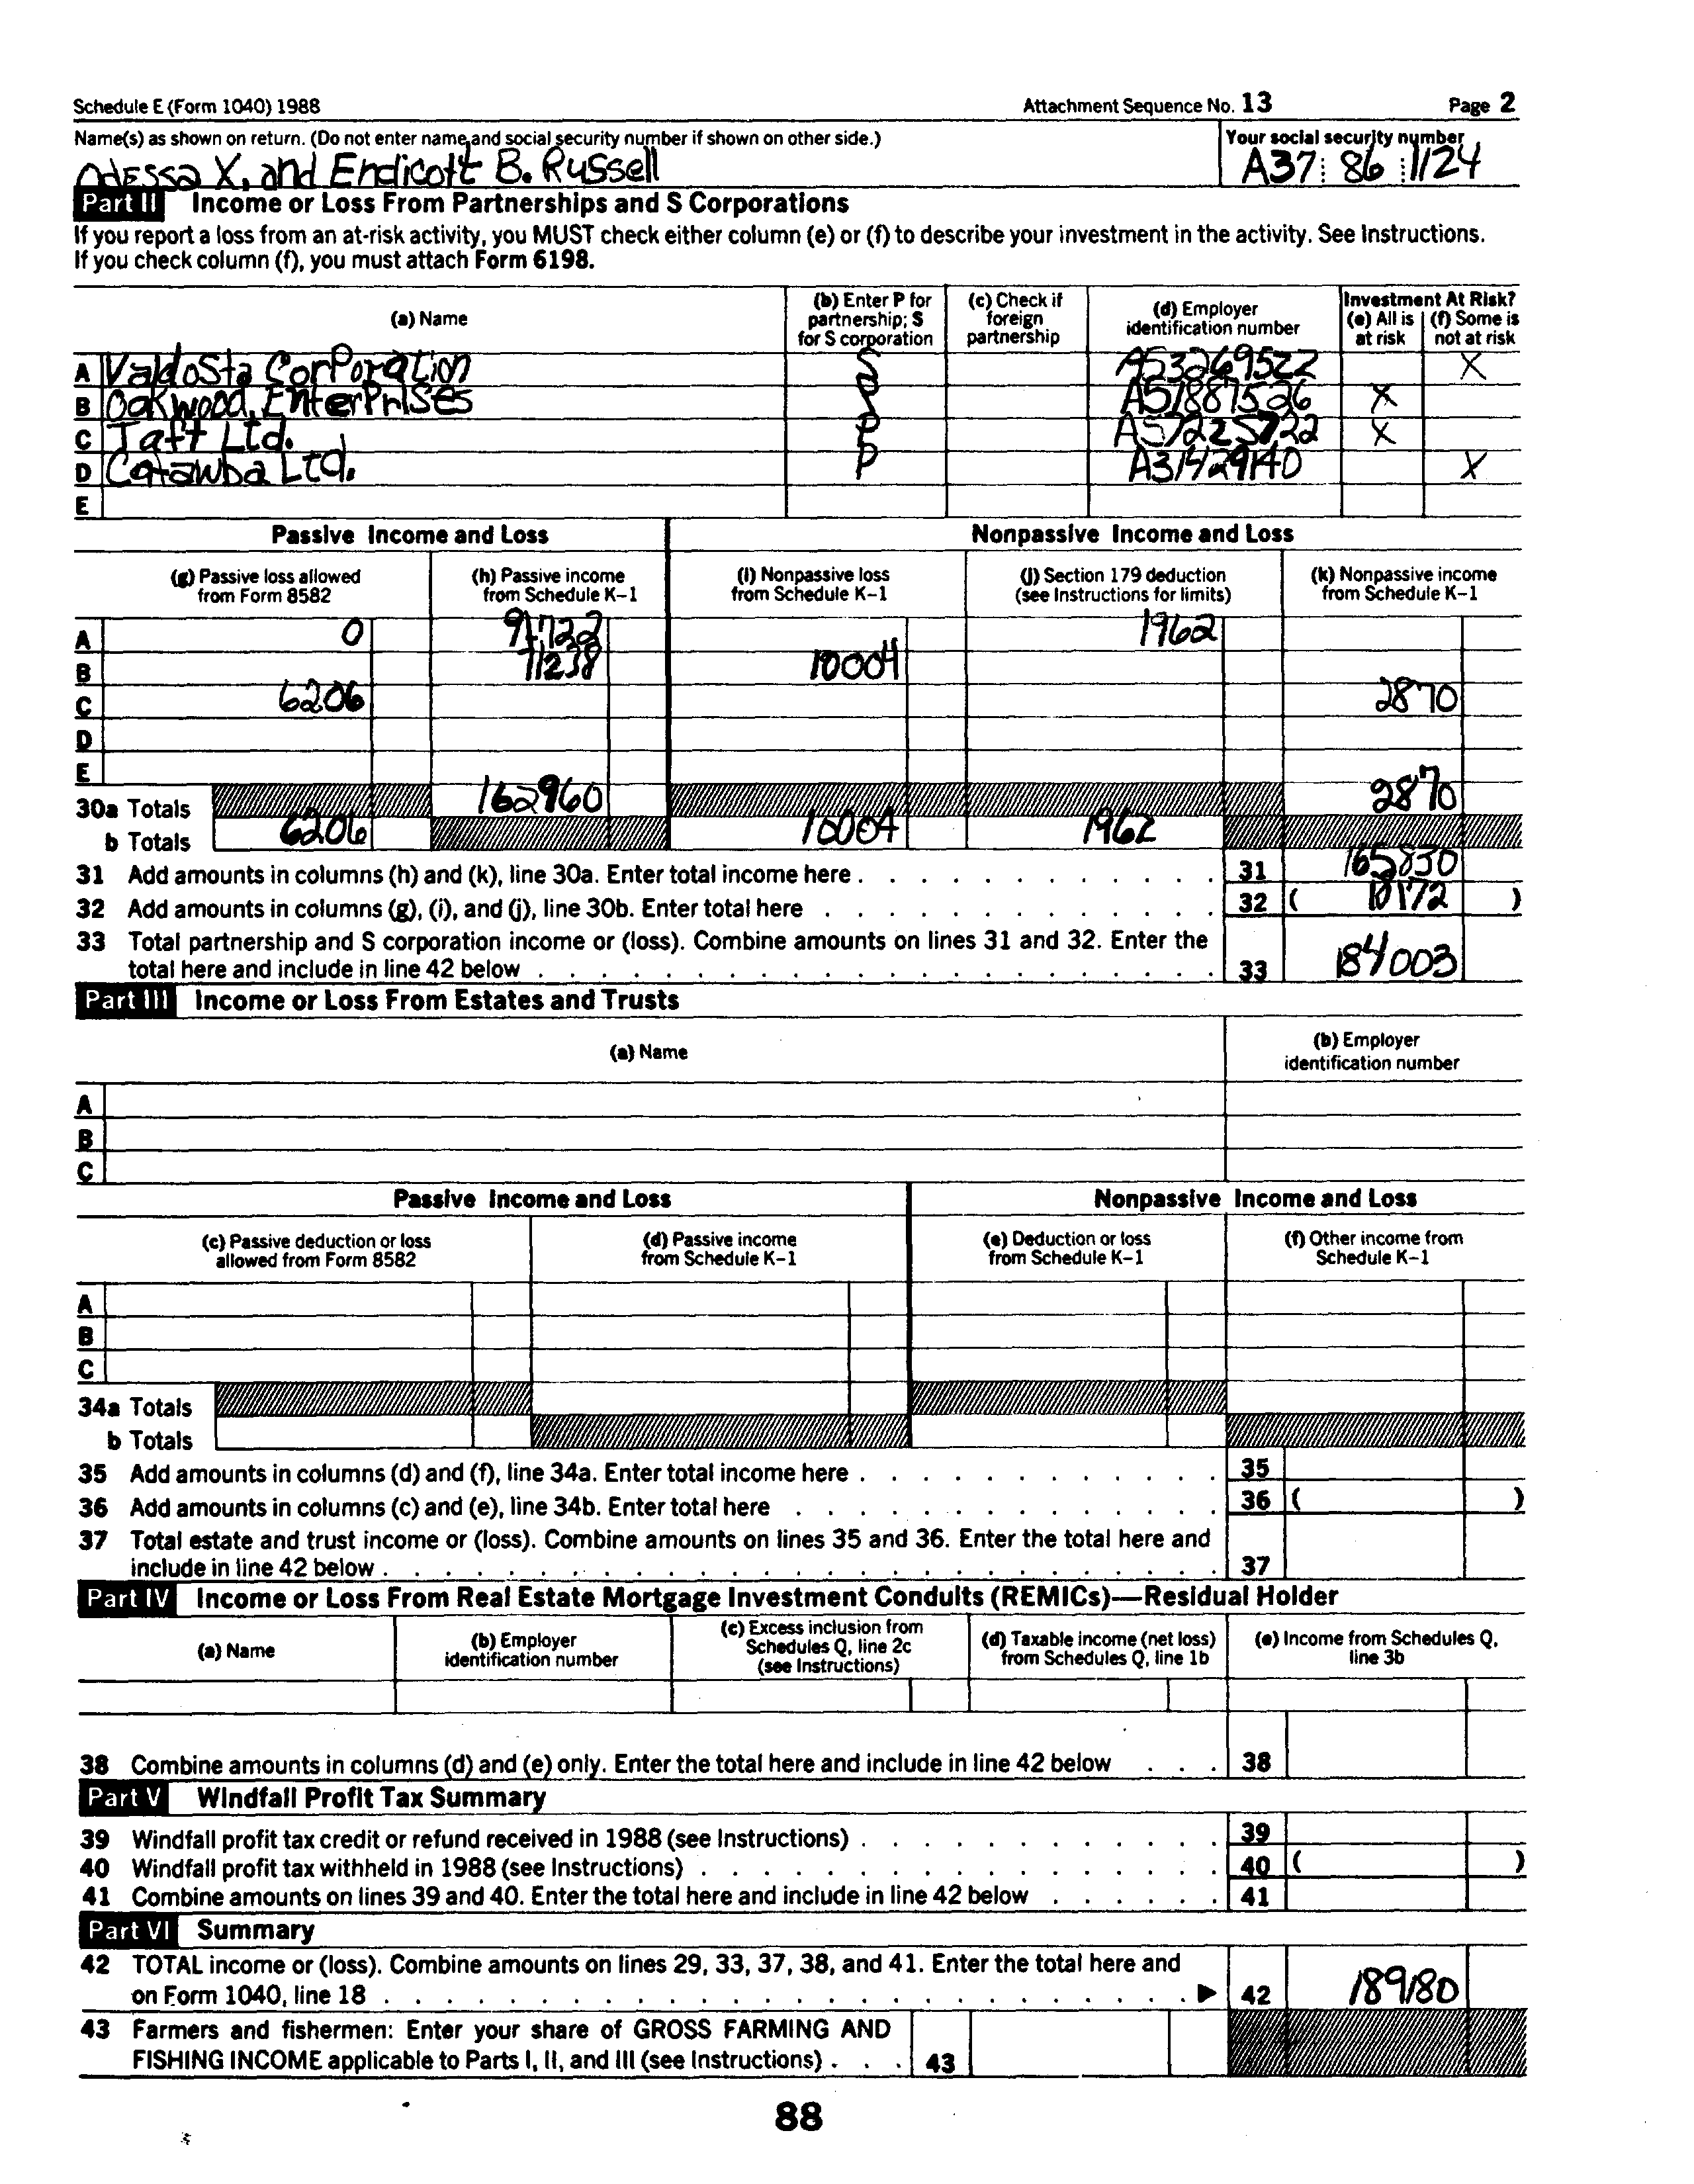 Schedule E (Form 1040) 1988 Attachment Sequence No. 13 Page 2
Name(s) as shown on return. (Do not enter name and social security number if shown on other side.) Your social security number
Odessa X. and Endicott B. Russell A37 86 1124
Part II Income or Loss From Partnerships and S Corporations
If you report a loss from an at-risk activity, you MUST check either column (e) or (f) to describe your investment in the activity. See Instructions.
If you check column (f), you must attach Form 6198.
(a) Name (b) Enter P for partnership; S for S corporation (c) Check if foreign partnership (d) Employer identification number Investment At Risk? (e) All is at risk (f) Some is not at risk
A Valdosta Corporation S A53269522 X
B Oakwood Enterprises S A51887526 X
C Taft Ltd. P A57225722 X
D Catawba Ltd. P A31429140 X
E
Passive Income and Loss Nonpassive Income and Loss
(g) Passive loss allowed from Form 8582 (h) Passive income from Schedule K-1 (i) Nonpassive loss from Schedule K-1 (j) Section 179 deduction (see Instructions for limits) (k) Nonpassive income from Schedule K-1
A 0 91722 1962
B 71238 10004
C 6206 2870
D
E
30a Totals 162960 2870
b Totals 6206 10004 1962
31 Add amounts in columns (h) and (k), line 30a. Enter total income here . 31 165830
32 Add amounts in columns (g), (i), and (j), line 30b. Enter total here 32 ( 10172 )
33 Total partnership and S corporation income or (loss). Combine amounts on lines 31 and 32. Enter the
total here and include in line 42 below 33 184003
Part III Income or Loss From Estates and Trusts
(a) Name (b) Employer identification number
A
B
C
Passive Income and Loss Nonpassive Income and Loss
(c) Passive deduction or loss allowed from Form 8582 (d) Passive income from Schedule K-1 (e) Deduction or loss from Schedule K-1 (f) Other income from Schedule K-1
A
B
C
34a Totals
b Totals
35 Add amounts in columns (d) and (f), line 34a. Enter total income here . 35
36 Add amounts in columns (c) and (e), line 34b. Enter total here 36 ( )
37 Total estate and trust income or (loss). Combine amounts on lines 35 and 36. Enter the total here and
include in line 42 below . 37
Part IV Income or Loss From Real Estate Mortgage Investment Conduits (REMICs)—Residual Holder
(a) Name (b) Employer identification number (c) Excess inclusion from Schedules Q, line 2c (see Instructions) (d) Taxable income (net loss) from Schedules Q, line 1b (e) Income from Schedules Q, line 3b
38 Combine amounts in columns (d) and (e) only. Enter the total here and include in line 42 below 38
Part V Windfall Profit Tax Summary
39 Windfall profit tax credit or refund received in 1988 (see Instructions) . 39
40 Windfall profit tax withheld in 1988 (see Instructions) . 40 ( )
41 Combine amounts on lines 39 and 40. Enter the total here and include in line 42 below 41
Part VI Summary
42 TOTAL income or (loss). Combine amounts on lines 29, 33, 37, 38, and 41. Enter the total here and
on Form 1040, line 18 ▶ 42 189180
43 Farmers and fishermen: Enter your share of GROSS FARMING AND
FISHING INCOME applicable to Parts I, II, and III (see Instructions) . 43
88